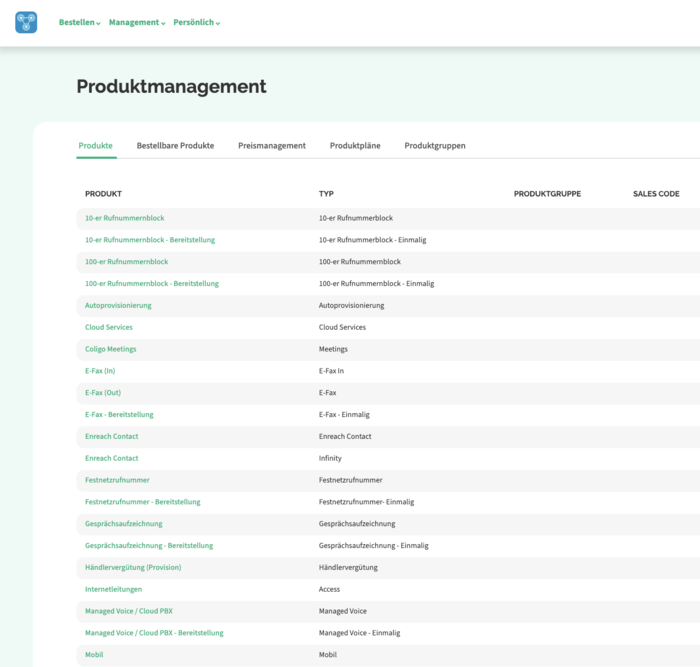 Bestellen Management Persönlich
Produktmanagement
Produkte Bestellbare Produkte Preismanagement Produktpläne Produktgruppen
PRODUKT TYP PRODUKTGRUPPE SALES CODE
10-er Rufnummernblock 10-er Rufnummerblock
10-er Rufnummernblock - Bereitstellung 10-er Rufnummerblock - Einmalig
100-er Rufnummernblock 100-er Rufnummernblock
100-er Rufnummernblock - Bereitstellung 100-er Rufnummernblock - Einmalig
Autoprovisionierung Autoprovisionierung
Cloud Services Cloud Services
Coligo Meetings Meetings
E-Fax (In) E-Fax In
E-Fax (Out) E-Fax
E-Fax - Bereitstellung E-Fax - Einmalig
Enreach Contact Enreach Contact
Enreach Contact Infinity
Festnetzrufnummer Festnetzrufnummer
Festnetzrufnummer - Bereitstellung Festnetzrufnummer- Einmalig
Gesprächsaufzeichnung Gesprächsaufzeichnung
Gesprächsaufzeichnung - Bereitstellung Gesprächsaufzeichnung - Einmalig
Händlervergütung (Provision) Händlervergütung
Internetleitungen Access
Managed Voice / Cloud PBX Managed Voice
Managed Voice / Cloud PBX - Bereitstellung Managed Voice - Einmalig
Mobil Mobil